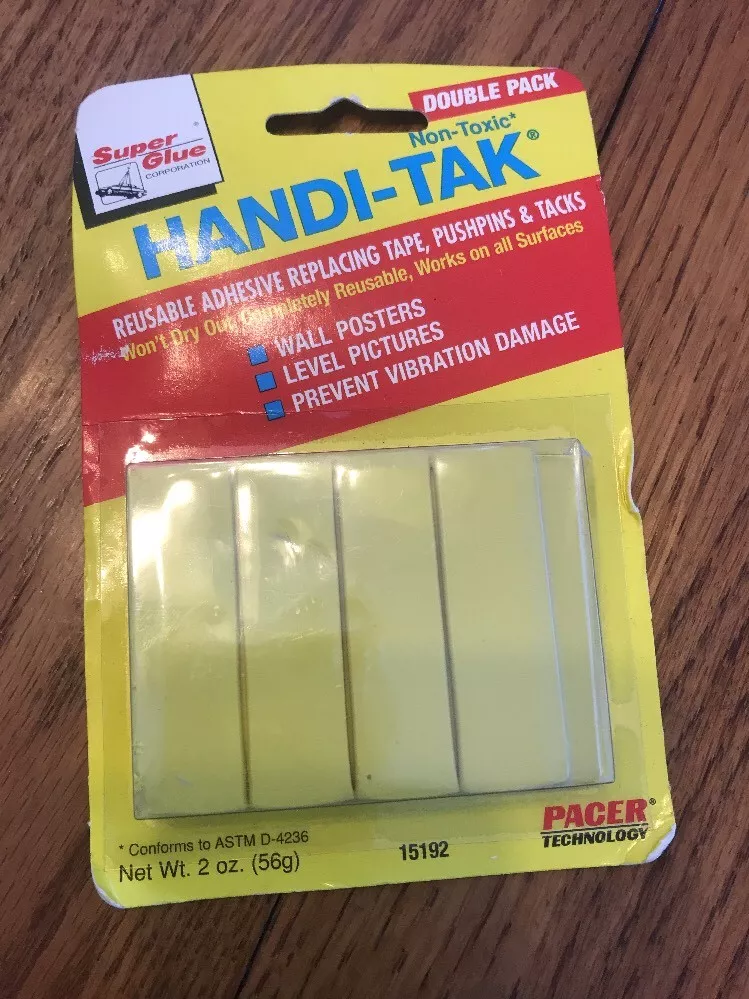 DOUBLE PACK
Super Glue
CORPORATION
Non-Toxic*
HANDI-TAK®
REUSABLE ADHESIVE REPLACING TAPE, PUSHPINS & TACKS
Won't Dry Out, Completely Reusable, Works on all Surfaces
WALL POSTERS
LEVEL PICTURES
PREVENT VIBRATION DAMAGE
PACER®
TECHNOLOGY
* Conforms to ASTM D-4236
Net Wt. 2 oz. (56g)
15192